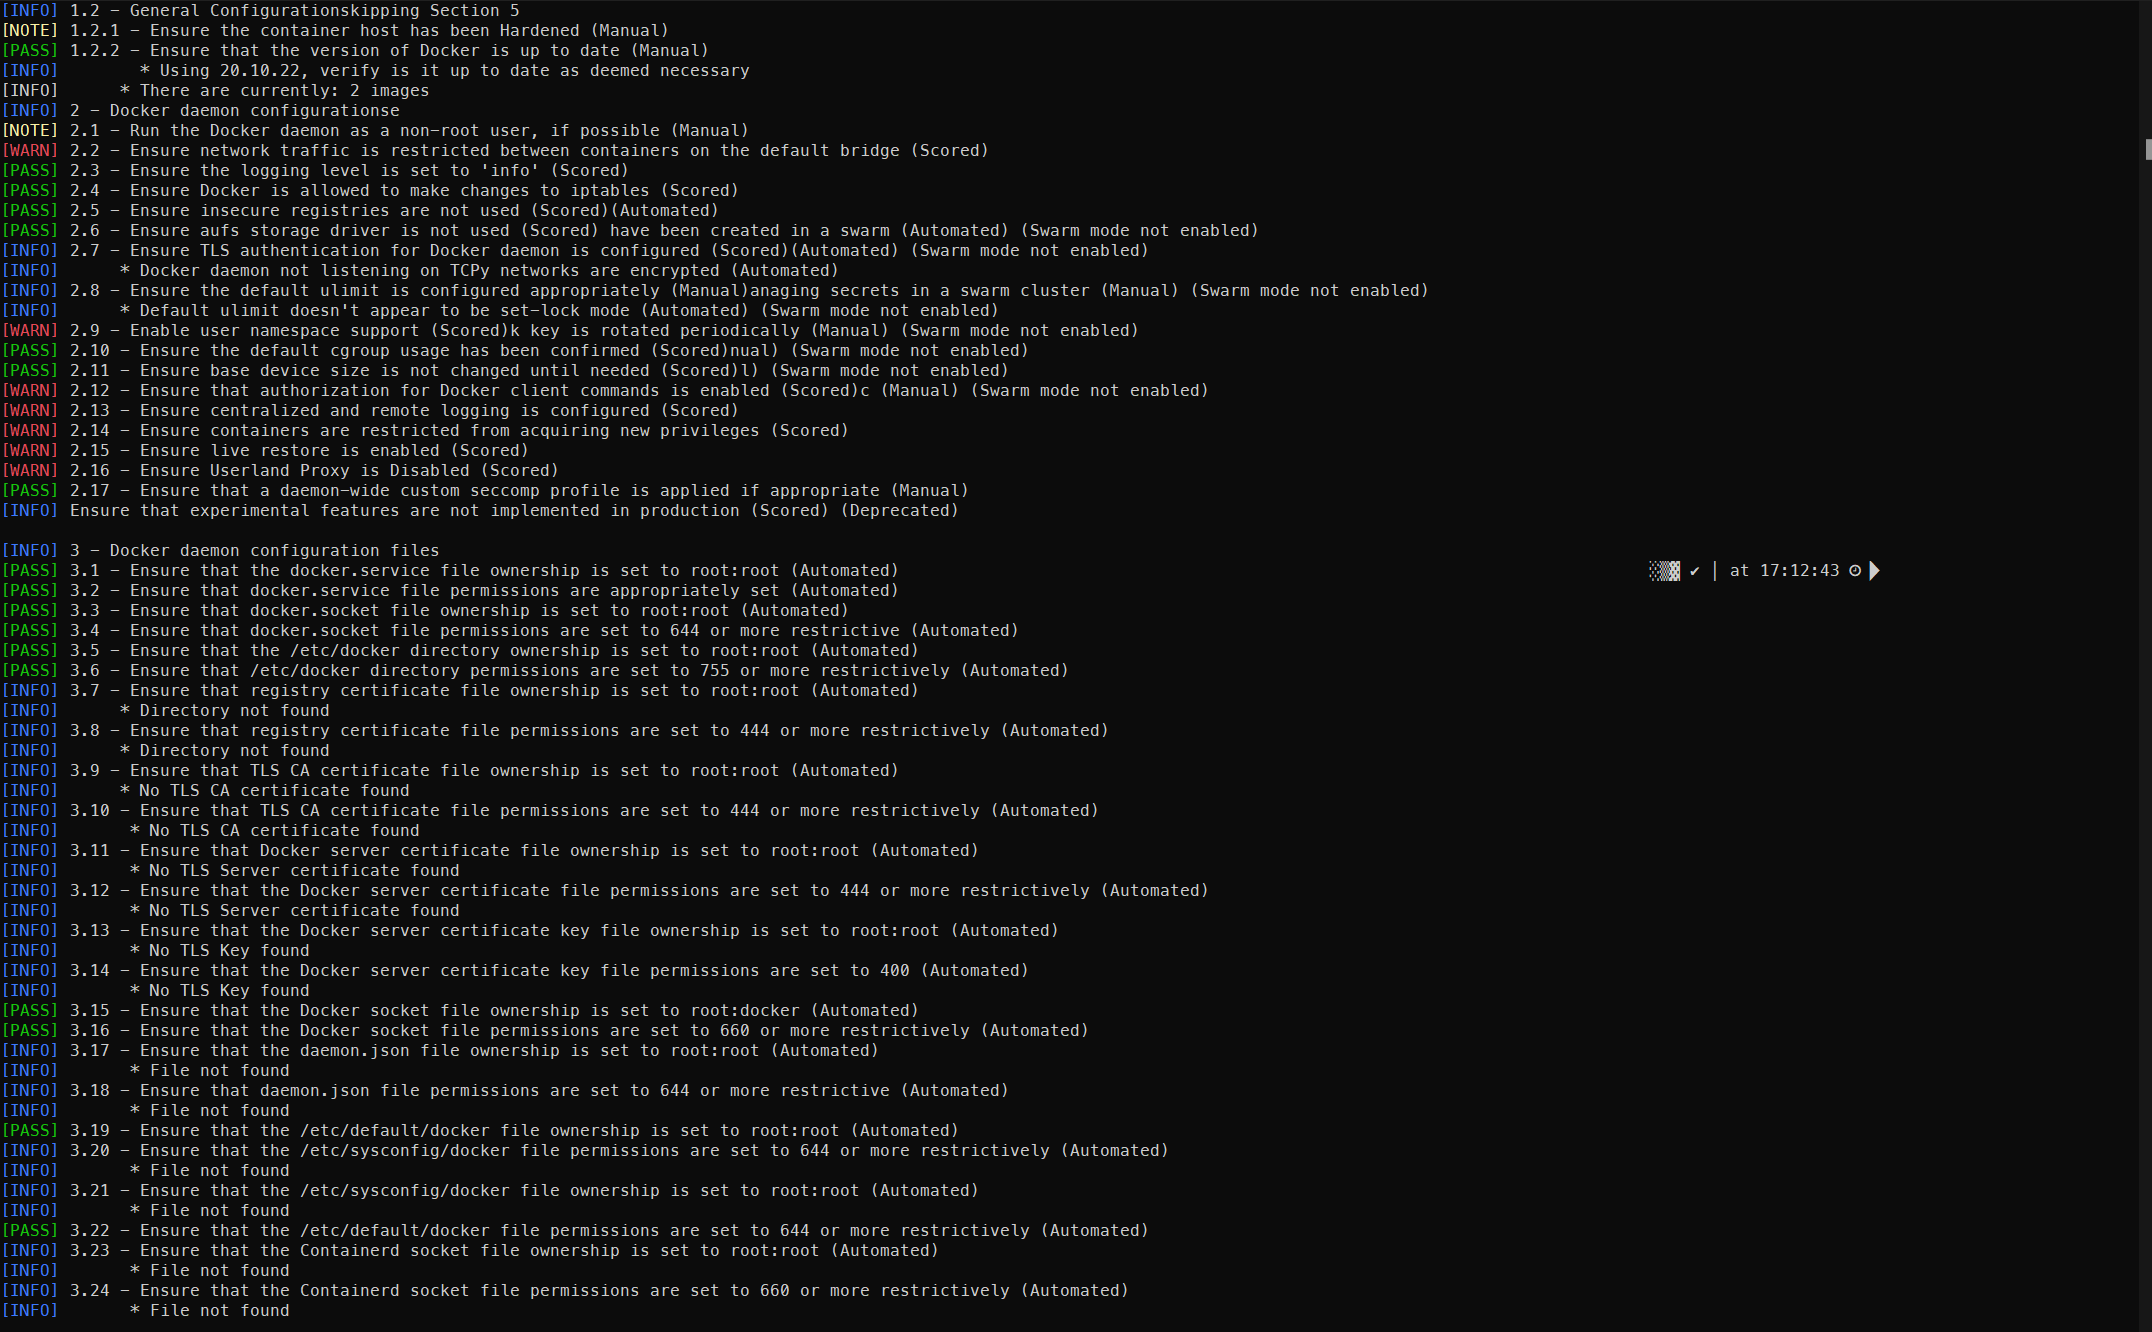 [INFO] 1.2 - General Configurationskipping Section 5
[NOTE] 1.2.1 - Ensure the container host has been Hardened (Manual)
[PASS] 1.2.2 - Ensure that the version of Docker is up to date (Manual)
[INFO]        * Using 20.10.22, verify is it up to date as deemed necessary
[INFO]      * There are currently: 2 images
[INFO] 2 - Docker daemon configurationse
[NOTE] 2.1 - Run the Docker daemon as a non-root user, if possible (Manual)
[WARN] 2.2 - Ensure network traffic is restricted between containers on the default bridge (Scored)
[PASS] 2.3 - Ensure the logging level is set to 'info' (Scored)
[PASS] 2.4 - Ensure Docker is allowed to make changes to iptables (Scored)
[PASS] 2.5 - Ensure insecure registries are not used (Scored)(Automated)
[PASS] 2.6 - Ensure aufs storage driver is not used (Scored) have been created in a swarm (Automated) (Swarm mode not enabled)
[INFO] 2.7 - Ensure TLS authentication for Docker daemon is configured (Scored)(Automated) (Swarm mode not enabled)
[INFO]      * Docker daemon not listening on TCPy networks are encrypted (Automated)
[INFO] 2.8 - Ensure the default ulimit is configured appropriately (Manual)anaging secrets in a swarm cluster (Manual) (Swarm mode not enabled)
[INFO]      * Default ulimit doesn't appear to be set-lock mode (Automated) (Swarm mode not enabled)
[WARN] 2.9 - Enable user namespace support (Scored)k key is rotated periodically (Manual) (Swarm mode not enabled)
[PASS] 2.10 - Ensure the default cgroup usage has been confirmed (Scored)nual) (Swarm mode not enabled)
[PASS] 2.11 - Ensure base device size is not changed until needed (Scored)l) (Swarm mode not enabled)
[WARN] 2.12 - Ensure that authorization for Docker client commands is enabled (Scored)c (Manual) (Swarm mode not enabled)
[WARN] 2.13 - Ensure centralized and remote logging is configured (Scored)
[WARN] 2.14 - Ensure containers are restricted from acquiring new privileges (Scored)
[WARN] 2.15 - Ensure live restore is enabled (Scored)
[WARN] 2.16 - Ensure Userland Proxy is Disabled (Scored)
[PASS] 2.17 - Ensure that a daemon-wide custom seccomp profile is applied if appropriate (Manual)
[INFO] Ensure that experimental features are not implemented in production (Scored) (Deprecated)
[INFO] 3 - Docker daemon configuration files
[PASS] 3.1 - Ensure that the docker.service file ownership is set to root:root (Automated) ░▒▓ ✔ │ at 17:12:43
[PASS] 3.2 - Ensure that docker.service file permissions are appropriately set (Automated)
[PASS] 3.3 - Ensure that docker.socket file ownership is set to root:root (Automated)
[PASS] 3.4 - Ensure that docker.socket file permissions are set to 644 or more restrictive (Automated)
[PASS] 3.5 - Ensure that the /etc/docker directory ownership is set to root:root (Automated)
[PASS] 3.6 - Ensure that /etc/docker directory permissions are set to 755 or more restrictively (Automated)
[INFO] 3.7 - Ensure that registry certificate file ownership is set to root:root (Automated)
[INFO]      * Directory not found
[INFO] 3.8 - Ensure that registry certificate file permissions are set to 444 or more restrictively (Automated)
[INFO]      * Directory not found
[INFO] 3.9 - Ensure that TLS CA certificate file ownership is set to root:root (Automated)
[INFO]      * No TLS CA certificate found
[INFO] 3.10 - Ensure that TLS CA certificate file permissions are set to 444 or more restrictively (Automated)
[INFO]       * No TLS CA certificate found
[INFO] 3.11 - Ensure that Docker server certificate file ownership is set to root:root (Automated)
[INFO]       * No TLS Server certificate found
[INFO] 3.12 - Ensure that the Docker server certificate file permissions are set to 444 or more restrictively (Automated)
[INFO]       * No TLS Server certificate found
[INFO] 3.13 - Ensure that the Docker server certificate key file ownership is set to root:root (Automated)
[INFO]       * No TLS Key found
[INFO] 3.14 - Ensure that the Docker server certificate key file permissions are set to 400 (Automated)
[INFO]       * No TLS Key found
[PASS] 3.15 - Ensure that the Docker socket file ownership is set to root:docker (Automated)
[PASS] 3.16 - Ensure that the Docker socket file permissions are set to 660 or more restrictively (Automated)
[INFO] 3.17 - Ensure that the daemon.json file ownership is set to root:root (Automated)
[INFO]       * File not found
[INFO] 3.18 - Ensure that daemon.json file permissions are set to 644 or more restrictive (Automated)
[INFO]       * File not found
[PASS] 3.19 - Ensure that the /etc/default/docker file ownership is set to root:root (Automated)
[INFO] 3.20 - Ensure that the /etc/sysconfig/docker file permissions are set to 644 or more restrictively (Automated)
[INFO]       * File not found
[INFO] 3.21 - Ensure that the /etc/sysconfig/docker file ownership is set to root:root (Automated)
[INFO]       * File not found
[PASS] 3.22 - Ensure that the /etc/default/docker file permissions are set to 644 or more restrictively (Automated)
[INFO] 3.23 - Ensure that the Containerd socket file ownership is set to root:root (Automated)
[INFO]       * File not found
[INFO] 3.24 - Ensure that the Containerd socket file permissions are set to 660 or more restrictively (Automated)
[INFO]       * File not found